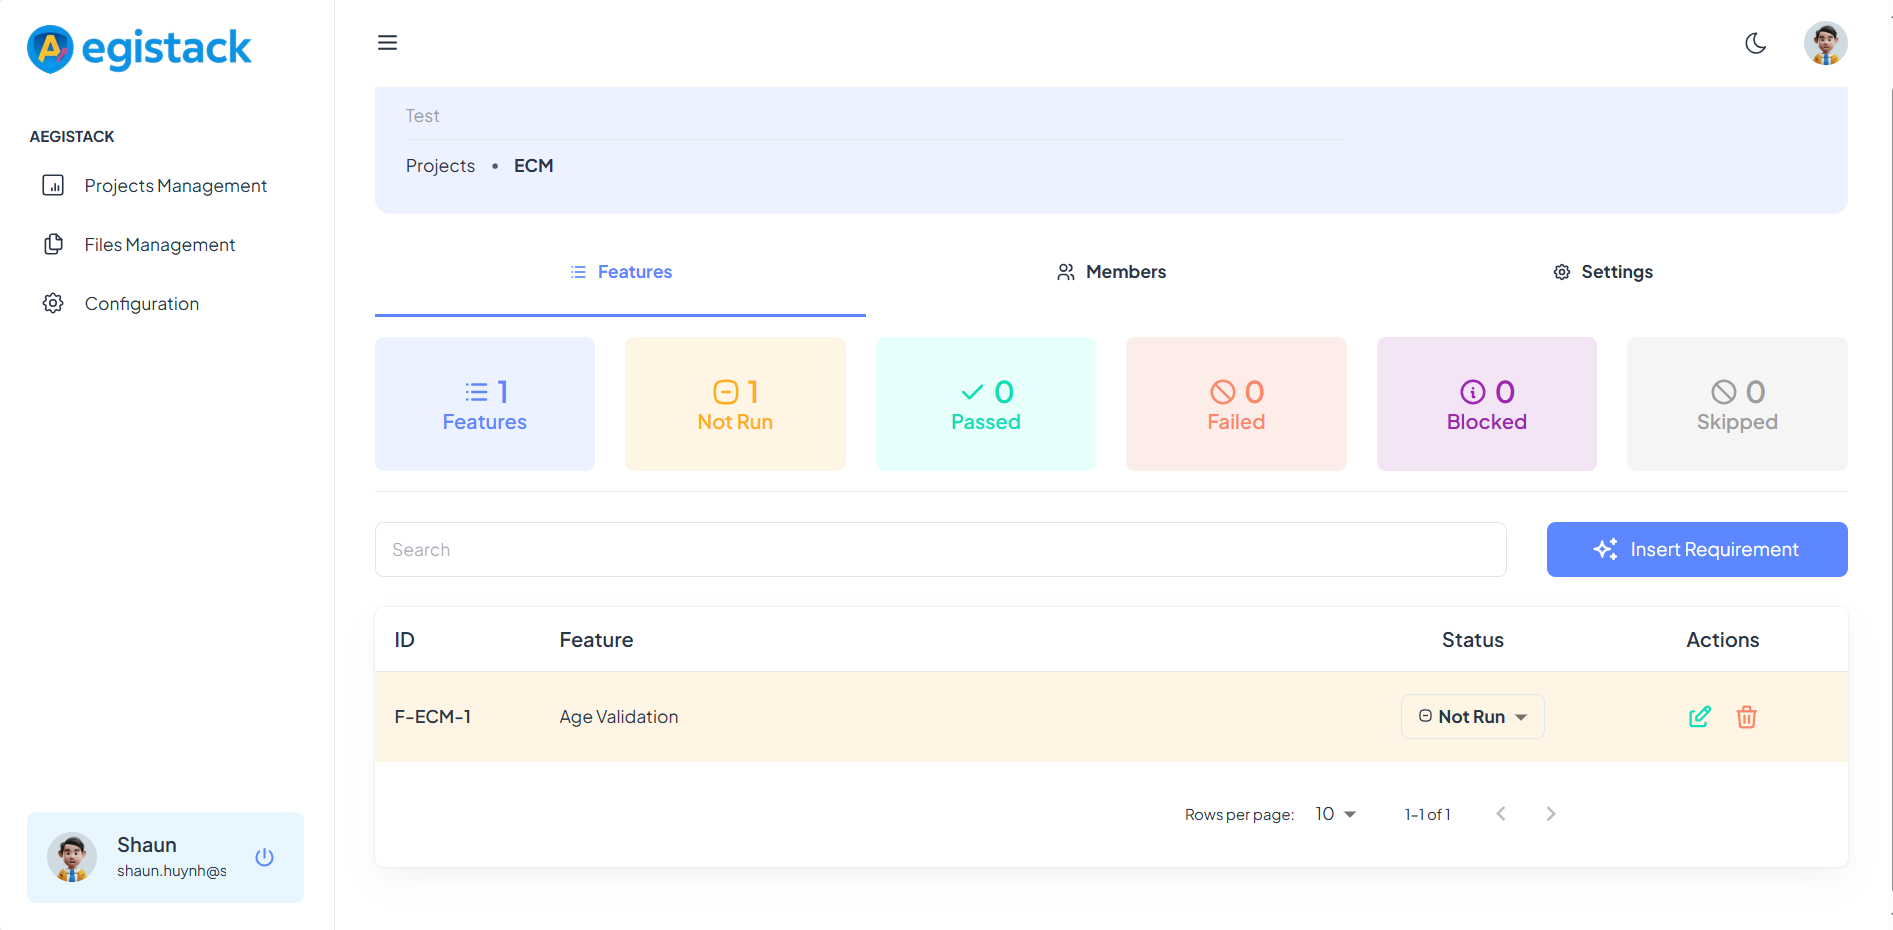 Aegistack
AEGISTACK
Projects Management
Files Management
Configuration
Shaun
shaun.huynh@s
Test
Projects • ECM
Features
Members
Settings
1
Features
1
Not Run
0
Passed
0
Failed
0
Blocked
0
Skipped
Search
Insert Requirement
ID Feature Status Actions
F-ECM-1 Age Validation Not Run
Rows per page: 10 1-1 of 1